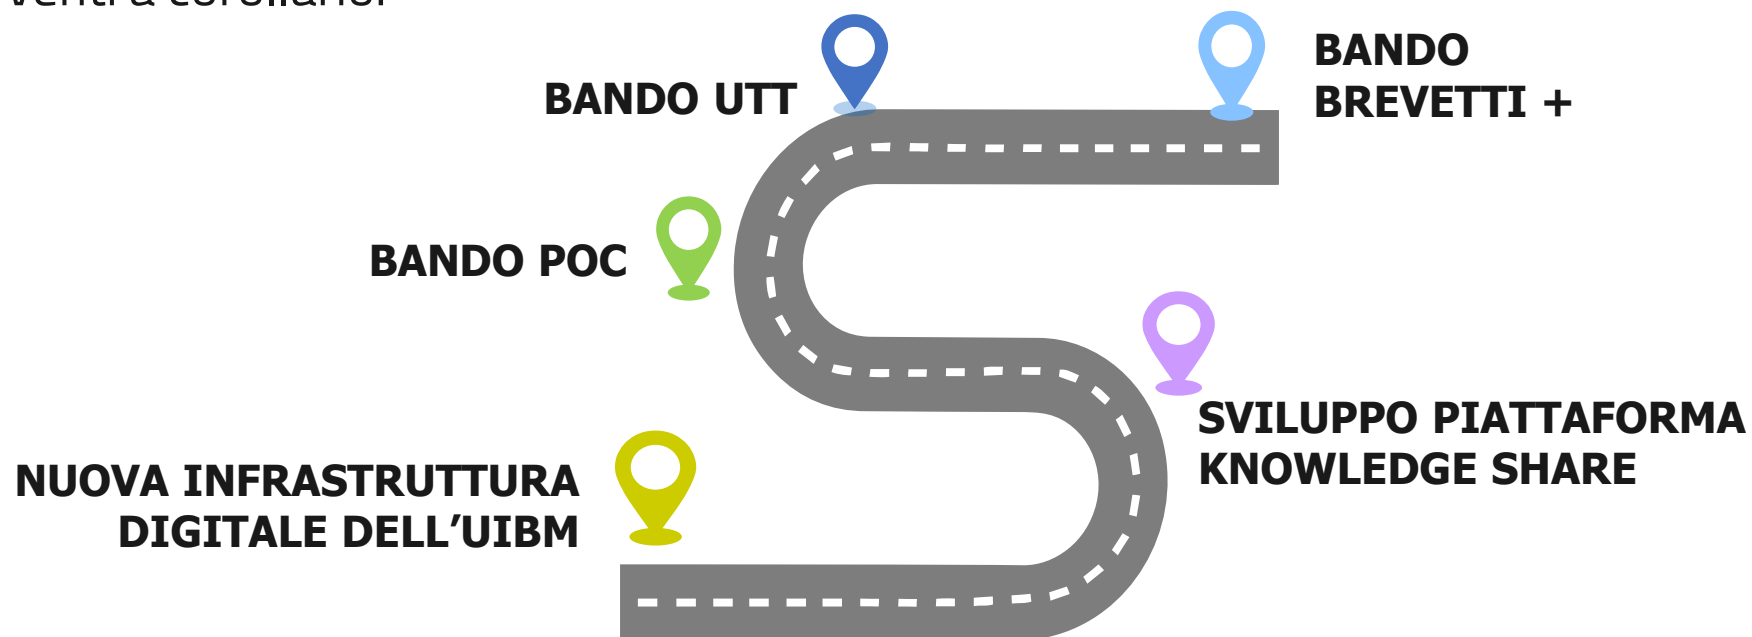 BANDO UTT
BANDO
BREVETTI +
BANDO POC
SVILUPPO PIATTAFORMA
KNOWLEDGE SHARE
NUOVA INFRASTRUTTURA
DIGITALE DELL’UIBM